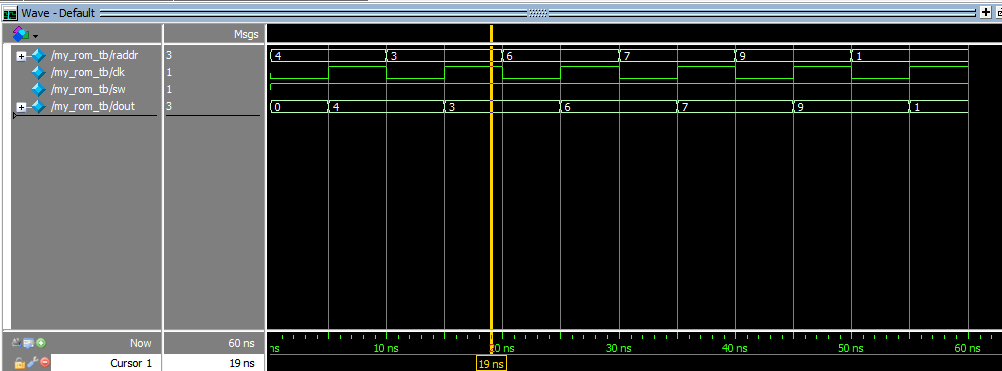 Wave - Default
Msgs
/my_rom_tb/raddr 3 4 3 6 7 9 1
/my_rom_tb/clk 1
/my_rom_tb/sw 1
/my_rom_tb/dout 3 0 4 3 6 7 9 1
Now 60 ns ns 10 ns 20 ns 30 ns 40 ns 50 ns 60 ns
Cursor 1 19 ns 19 ns